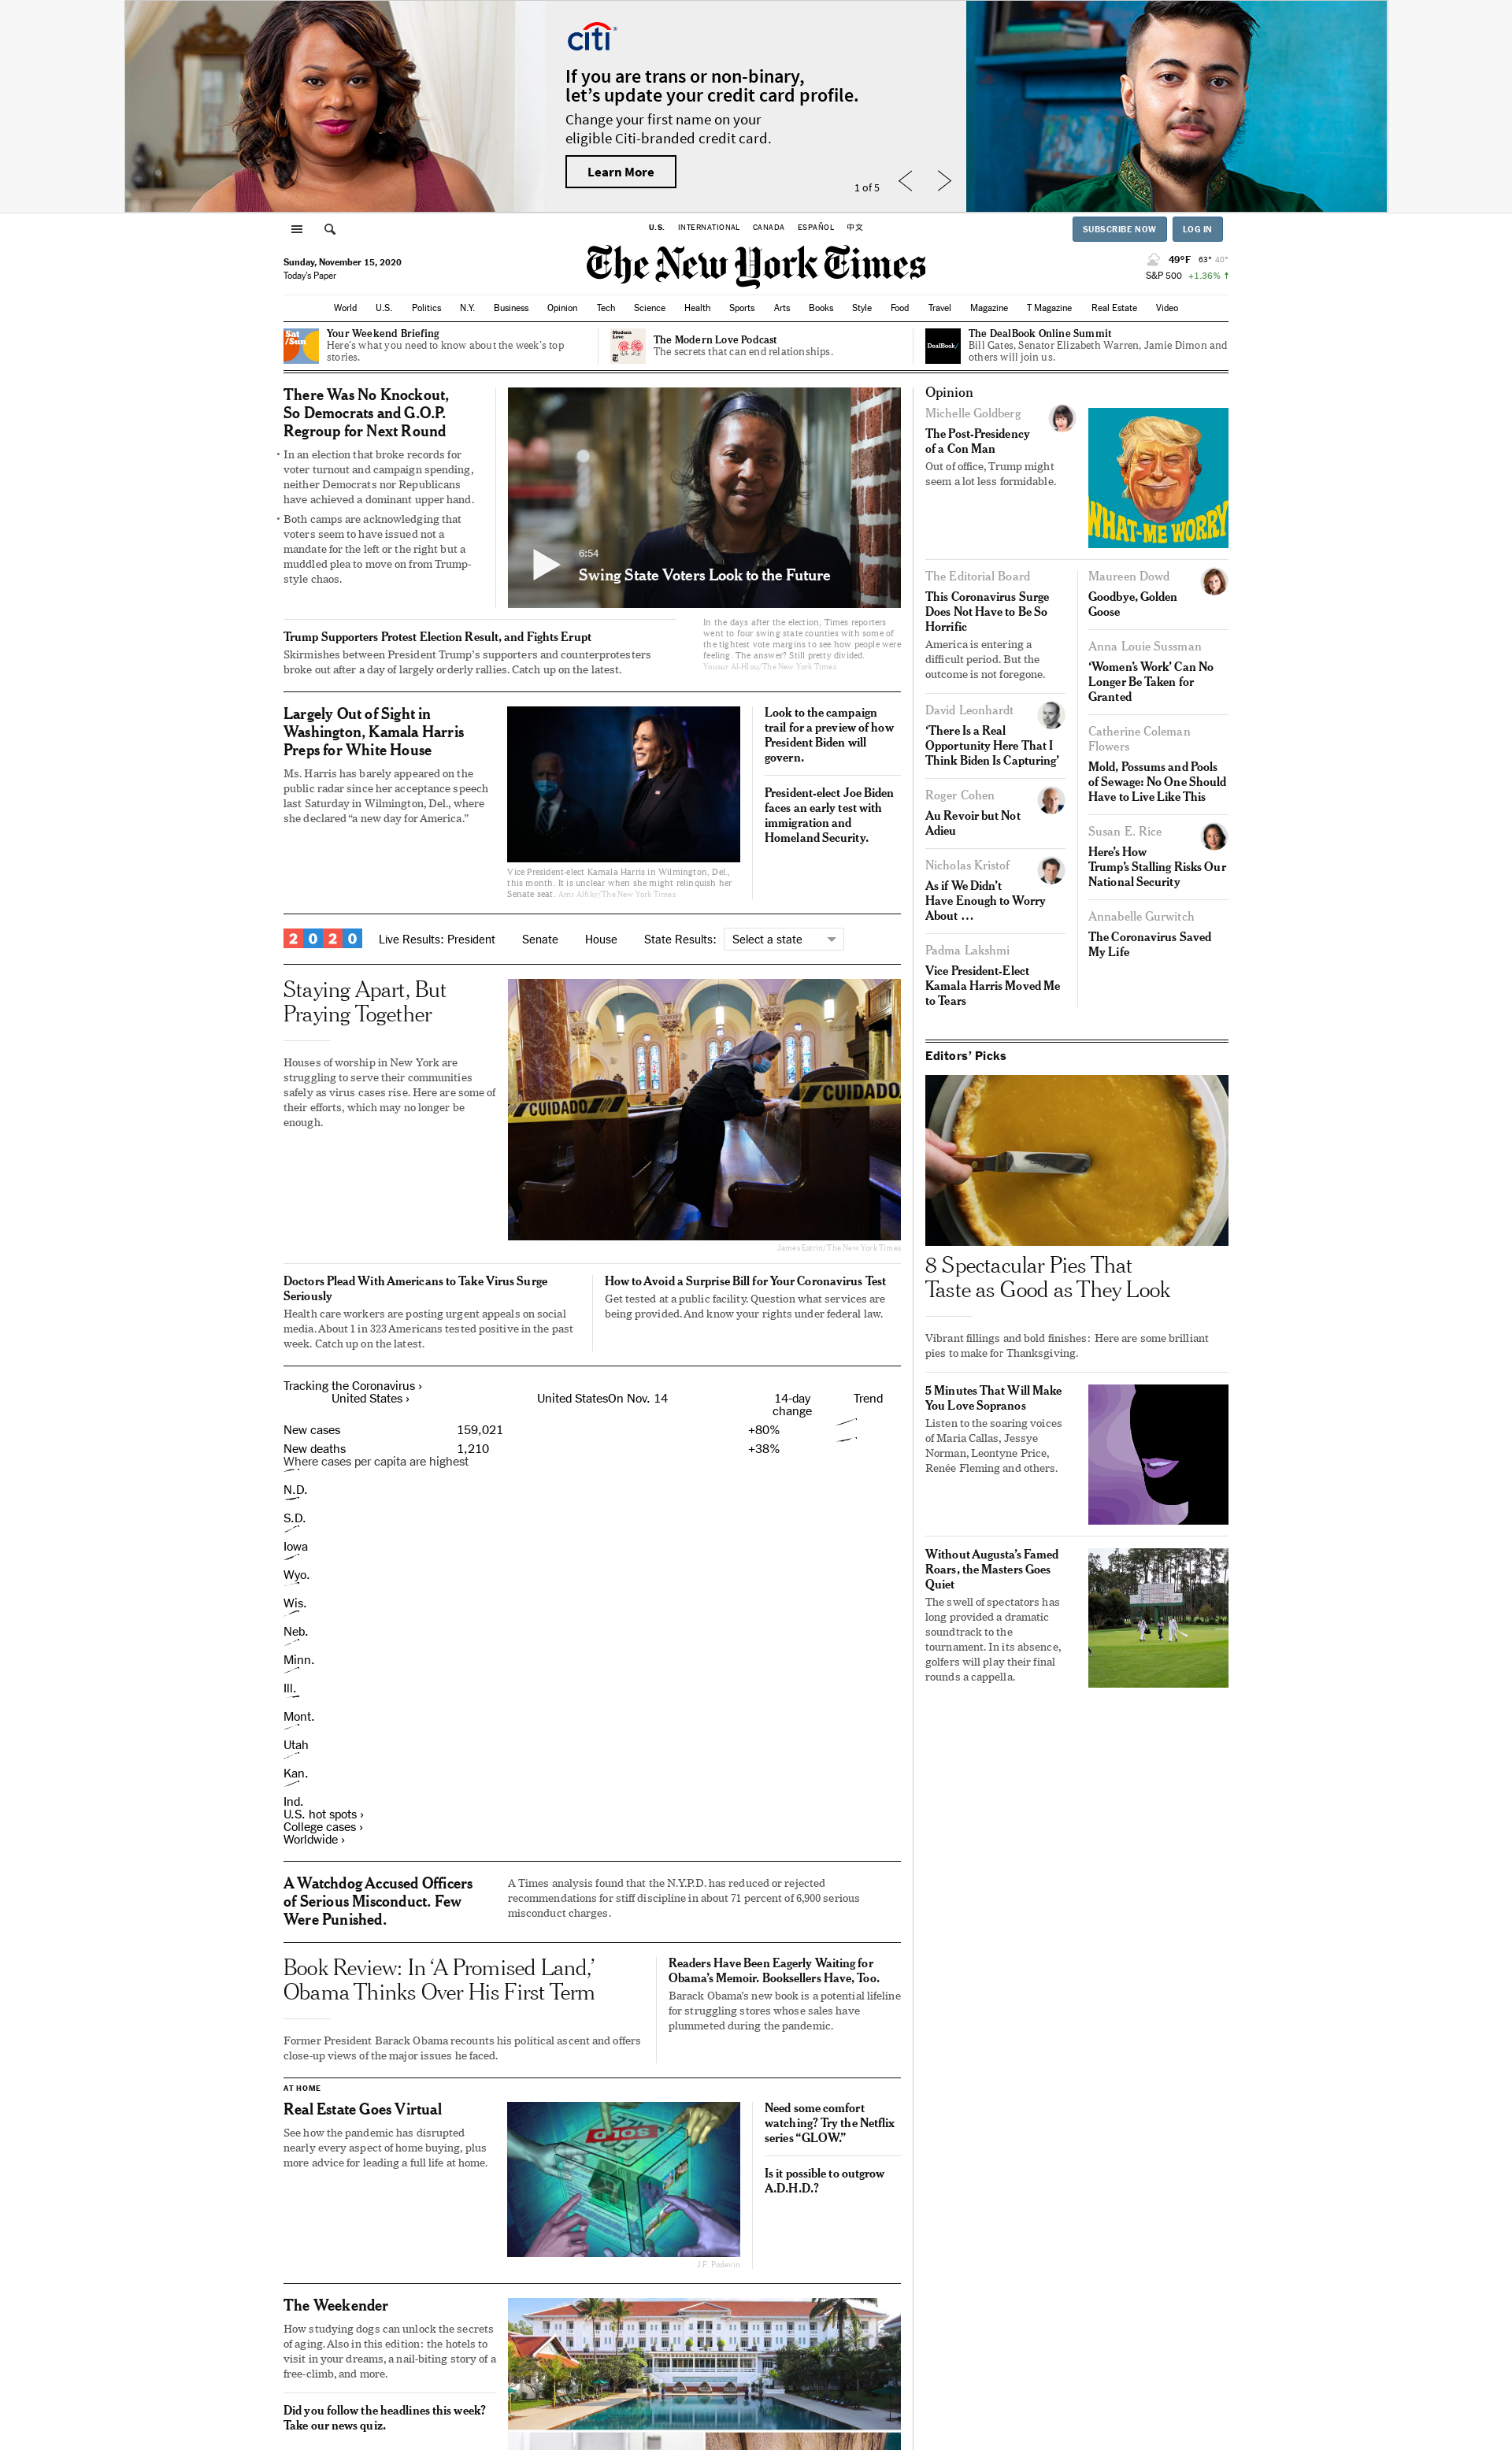 citi
If you are trans or non-binary,
let's update your credit card profile.
Change your first name on your
eligible Citi-branded credit card.
Learn More
1 of 5
U.S. INTERNATIONAL CANADA ESPAÑOL 中文
SUBSCRIBE NOW LOG IN
Sunday, November 15, 2020
Today's Paper
The New York Times
49°F 63° 40°
S&P 500 +1.36% ↑
World U.S. Politics N.Y. Business Opinion Tech Science Health Sports Arts Books Style Food Travel Magazine T Magazine Real Estate Video
Sat
/Sun
Your Weekend Briefing
Here's what you need to know about the week's top
stories.
Modern
Love
The Modern Love Podcast
The secrets that can end relationships.
DealBook/
The DealBook Online Summit
Bill Gates, Senator Elizabeth Warren, Jamie Dimon and
others will join us.
There Was No Knockout,
So Democrats and G.O.P.
Regroup for Next Round
• In an election that broke records for
voter turnout and campaign spending,
neither Democrats nor Republicans
have achieved a dominant upper hand.
• Both camps are acknowledging that
voters seem to have issued not a
mandate for the left or the right but a
muddled plea to move on from Trump-
style chaos.
6:54
Swing State Voters Look to the Future
Trump Supporters Protest Election Result, and Fights Erupt
Skirmishes between President Trump's supporters and counterprotesters
broke out after a day of largely orderly rallies. Catch up on the latest.
In the days after the election, Times reporters
went to four swing state counties with some of
the tightest vote margins to see how people were
feeling. The answer? Still pretty divided.
Yousur Al-Hlou/The New York Times
Largely Out of Sight in
Washington, Kamala Harris
Preps for White House
Ms. Harris has barely appeared on the
public radar since her acceptance speech
last Saturday in Wilmington, Del., where
she declared “a new day for America.”
Vice President-elect Kamala Harris in Wilmington, Del.,
this month. It is unclear when she might relinquish her
Senate seat. Amr Alfiky/The New York Times
Look to the campaign
trail for a preview of how
President Biden will
govern.
President-elect Joe Biden
faces an early test with
immigration and
Homeland Security.
2020 Live Results: President Senate House State Results: Select a state
Staying Apart, But
Praying Together
Houses of worship in New York are
struggling to serve their communities
safely as virus cases rise. Here are some of
their efforts, which may no longer be
enough.
CUIDADO
CUIDADO
James Estrin/The New York Times
Doctors Plead With Americans to Take Virus Surge
Seriously
Health care workers are posting urgent appeals on social
media. About 1 in 323 Americans tested positive in the past
week. Catch up on the latest.
How to Avoid a Surprise Bill for Your Coronavirus Test
Get tested at a public facility. Question what services are
being provided. And know your rights under federal law.
Tracking the Coronavirus ›
United States › United StatesOn Nov. 14 14-day Trend
change
New cases 159,021 +80%
New deaths 1,210 +38%
Where cases per capita are highest
N.D.
S.D.
Iowa
Wyo.
Wis.
Neb.
Minn.
Ill.
Mont.
Utah
Kan.
Ind.
U.S. hot spots ›
College cases ›
Worldwide ›
A Watchdog Accused Officers
of Serious Misconduct. Few
Were Punished.
A Times analysis found that the N.Y.P.D. has reduced or rejected
recommendations for stiff discipline in about 71 percent of 6,900 serious
misconduct charges.
Book Review: In ‘A Promised Land,’
Obama Thinks Over His First Term
Former President Barack Obama recounts his political ascent and offers
close-up views of the major issues he faced.
Readers Have Been Eagerly Waiting for
Obama's Memoir. Booksellers Have, Too.
Barack Obama's new book is a potential lifeline
for struggling stores whose sales have
plummeted during the pandemic.
AT HOME
Real Estate Goes Virtual
See how the pandemic has disrupted
nearly every aspect of home buying, plus
more advice for leading a full life at home.
SOLD
J.F. Podevin
Need some comfort
watching? Try the Netflix
series “GLOW.”
Is it possible to outgrow
A.D.H.D.?
The Weekender
How studying dogs can unlock the secrets
of aging. Also in this edition: the hotels to
visit in your dreams, a nail-biting story of a
free-climb, and more.
Did you follow the headlines this week?
Take our news quiz.
Opinion
Michelle Goldberg
The Post-Presidency
of a Con Man
Out of office, Trump might
seem a lot less formidable.
WHAT-ME WORRY
The Editorial Board
This Coronavirus Surge
Does Not Have to Be So
Horrific
America is entering a
difficult period. But the
outcome is not foregone.
David Leonhardt
‘There Is a Real
Opportunity Here That I
Think Biden Is Capturing’
Roger Cohen
Au Revoir but Not
Adieu
Nicholas Kristof
As if We Didn't
Have Enough to Worry
About …
Padma Lakshmi
Vice President-Elect
Kamala Harris Moved Me
to Tears
Maureen Dowd
Goodbye, Golden
Goose
Anna Louie Sussman
‘Women's Work’ Can No
Longer Be Taken for
Granted
Catherine Coleman
Flowers
Mold, Possums and Pools
of Sewage: No One Should
Have to Live Like This
Susan E. Rice
Here's How
Trump's Stalling Risks Our
National Security
Annabelle Gurwitch
The Coronavirus Saved
My Life
Editors' Picks
8 Spectacular Pies That
Taste as Good as They Look
Vibrant fillings and bold finishes: Here are some brilliant
pies to make for Thanksgiving.
5 Minutes That Will Make
You Love Sopranos
Listen to the soaring voices
of Maria Callas, Jessye
Norman, Leontyne Price,
Renée Fleming and others.
Without Augusta's Famed
Roars, the Masters Goes
Quiet
The swell of spectators has
long provided a dramatic
soundtrack to the
tournament. In its absence,
golfers will play their final
rounds a cappella.